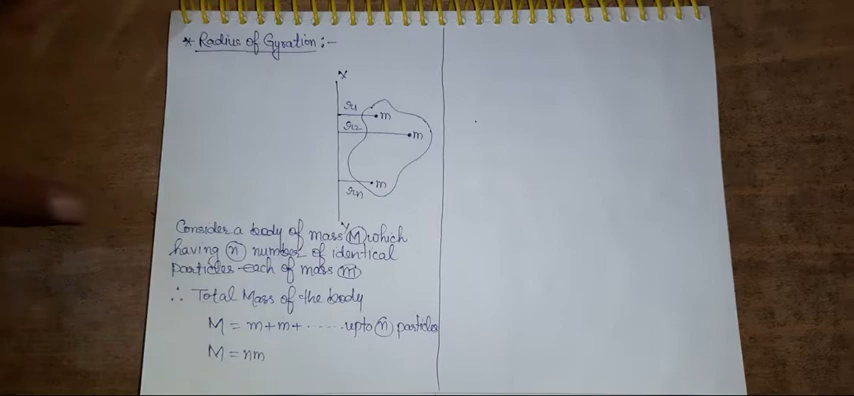 * Radius of Gyration :-
X
r1
m
r2
m
rn
m
Y
Consider a body of mass M which
having n number of identical
particles each of mass m
∴ Total Mass of the body
M = m+m+ ...... upto n particles
M = nm